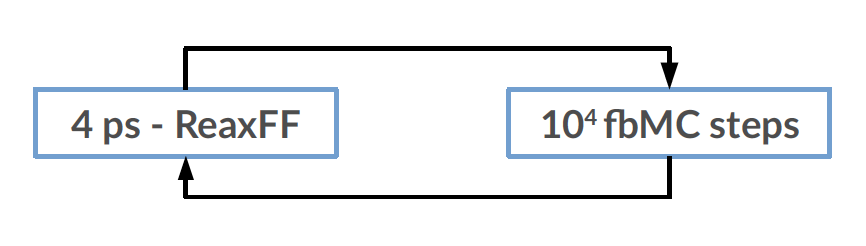 4 ps - ReaxFF
10⁴ fbMC steps